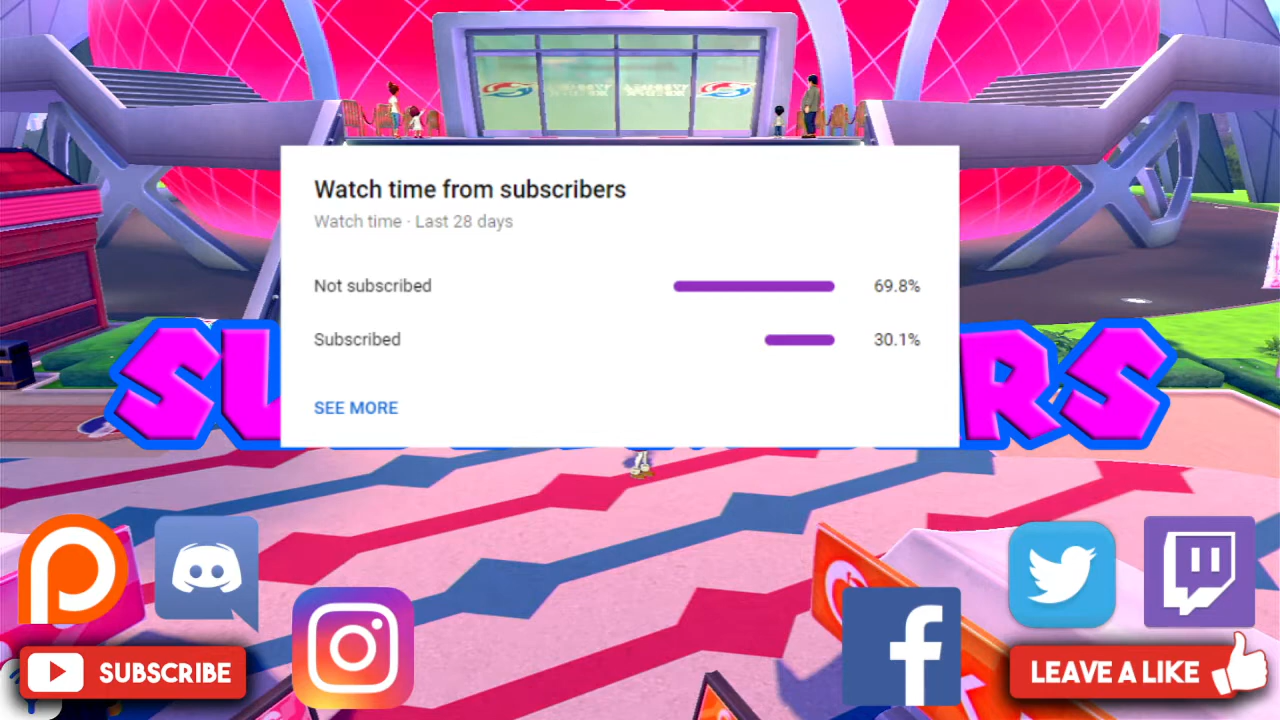 Watch time from subscribers
Watch time · Last 28 days
Not subscribed 69.8%
Subscribed 30.1%
SEE MORE
SUBSCRIBE
LEAVE A LIKE